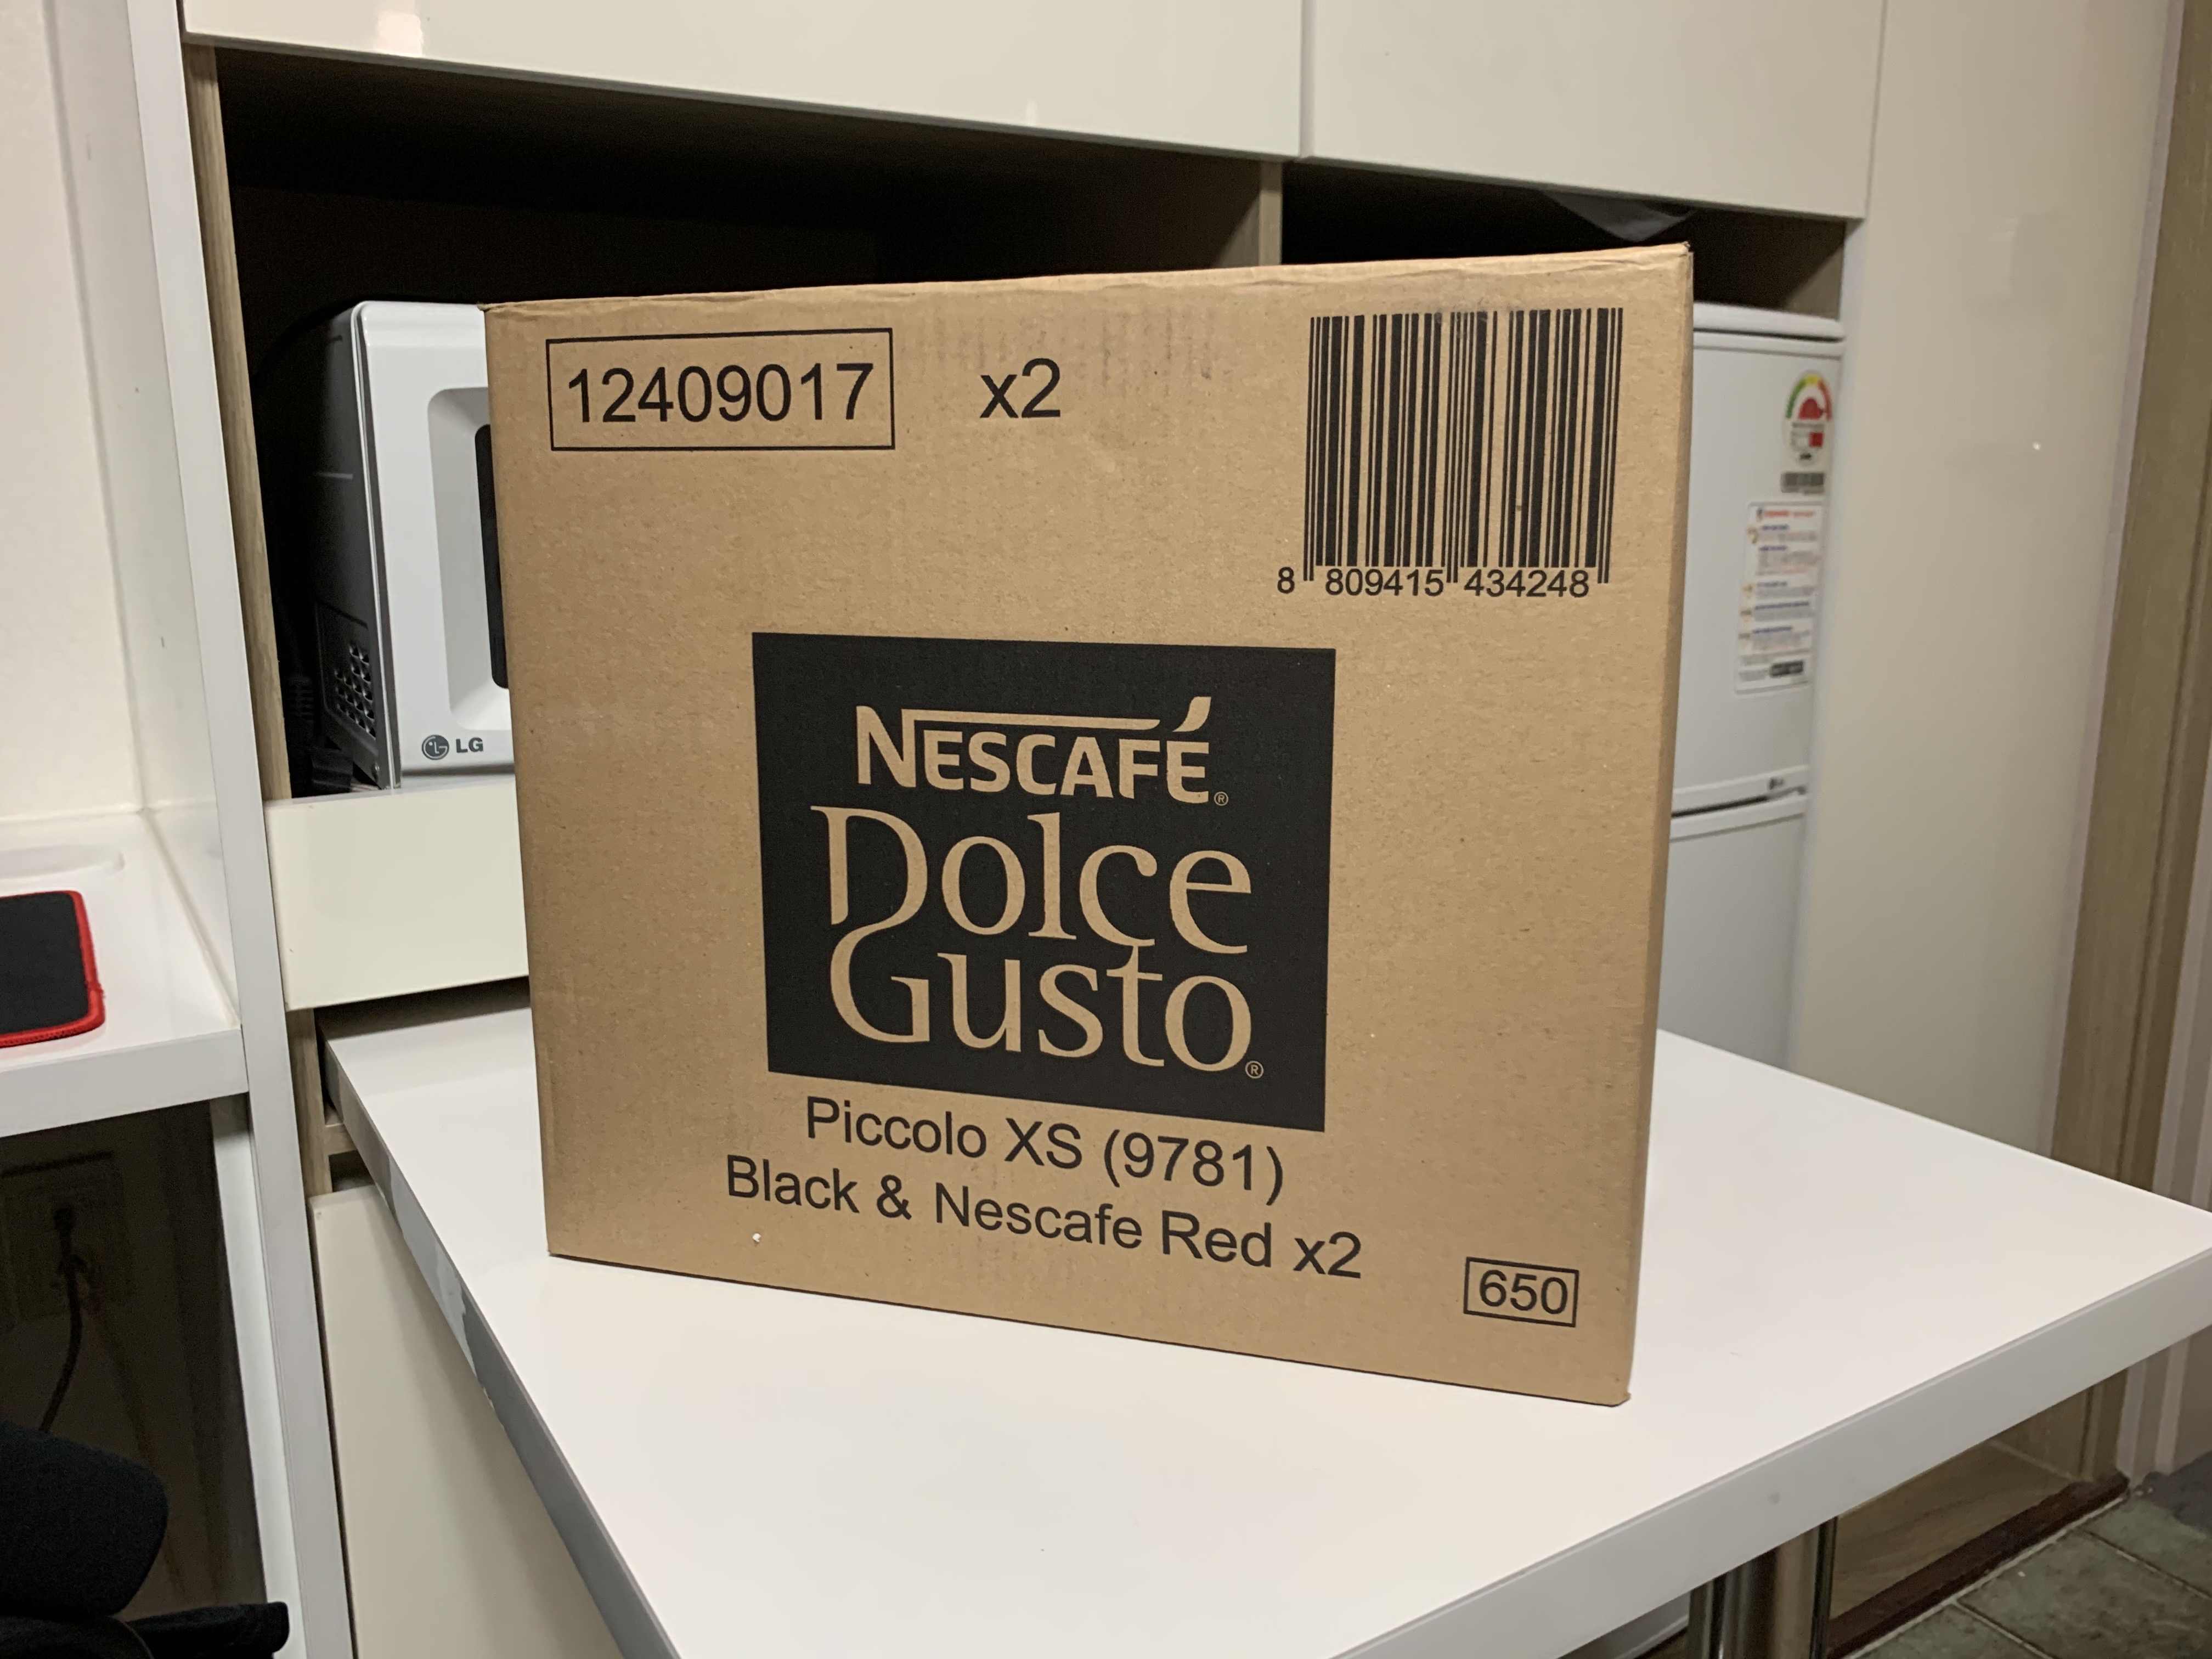 12409017 x2
8 809415 434248
NESCAFÉ®
Dolce
Gusto®
Piccolo XS (9781)
Black & Nescafe Red x2
650
LG